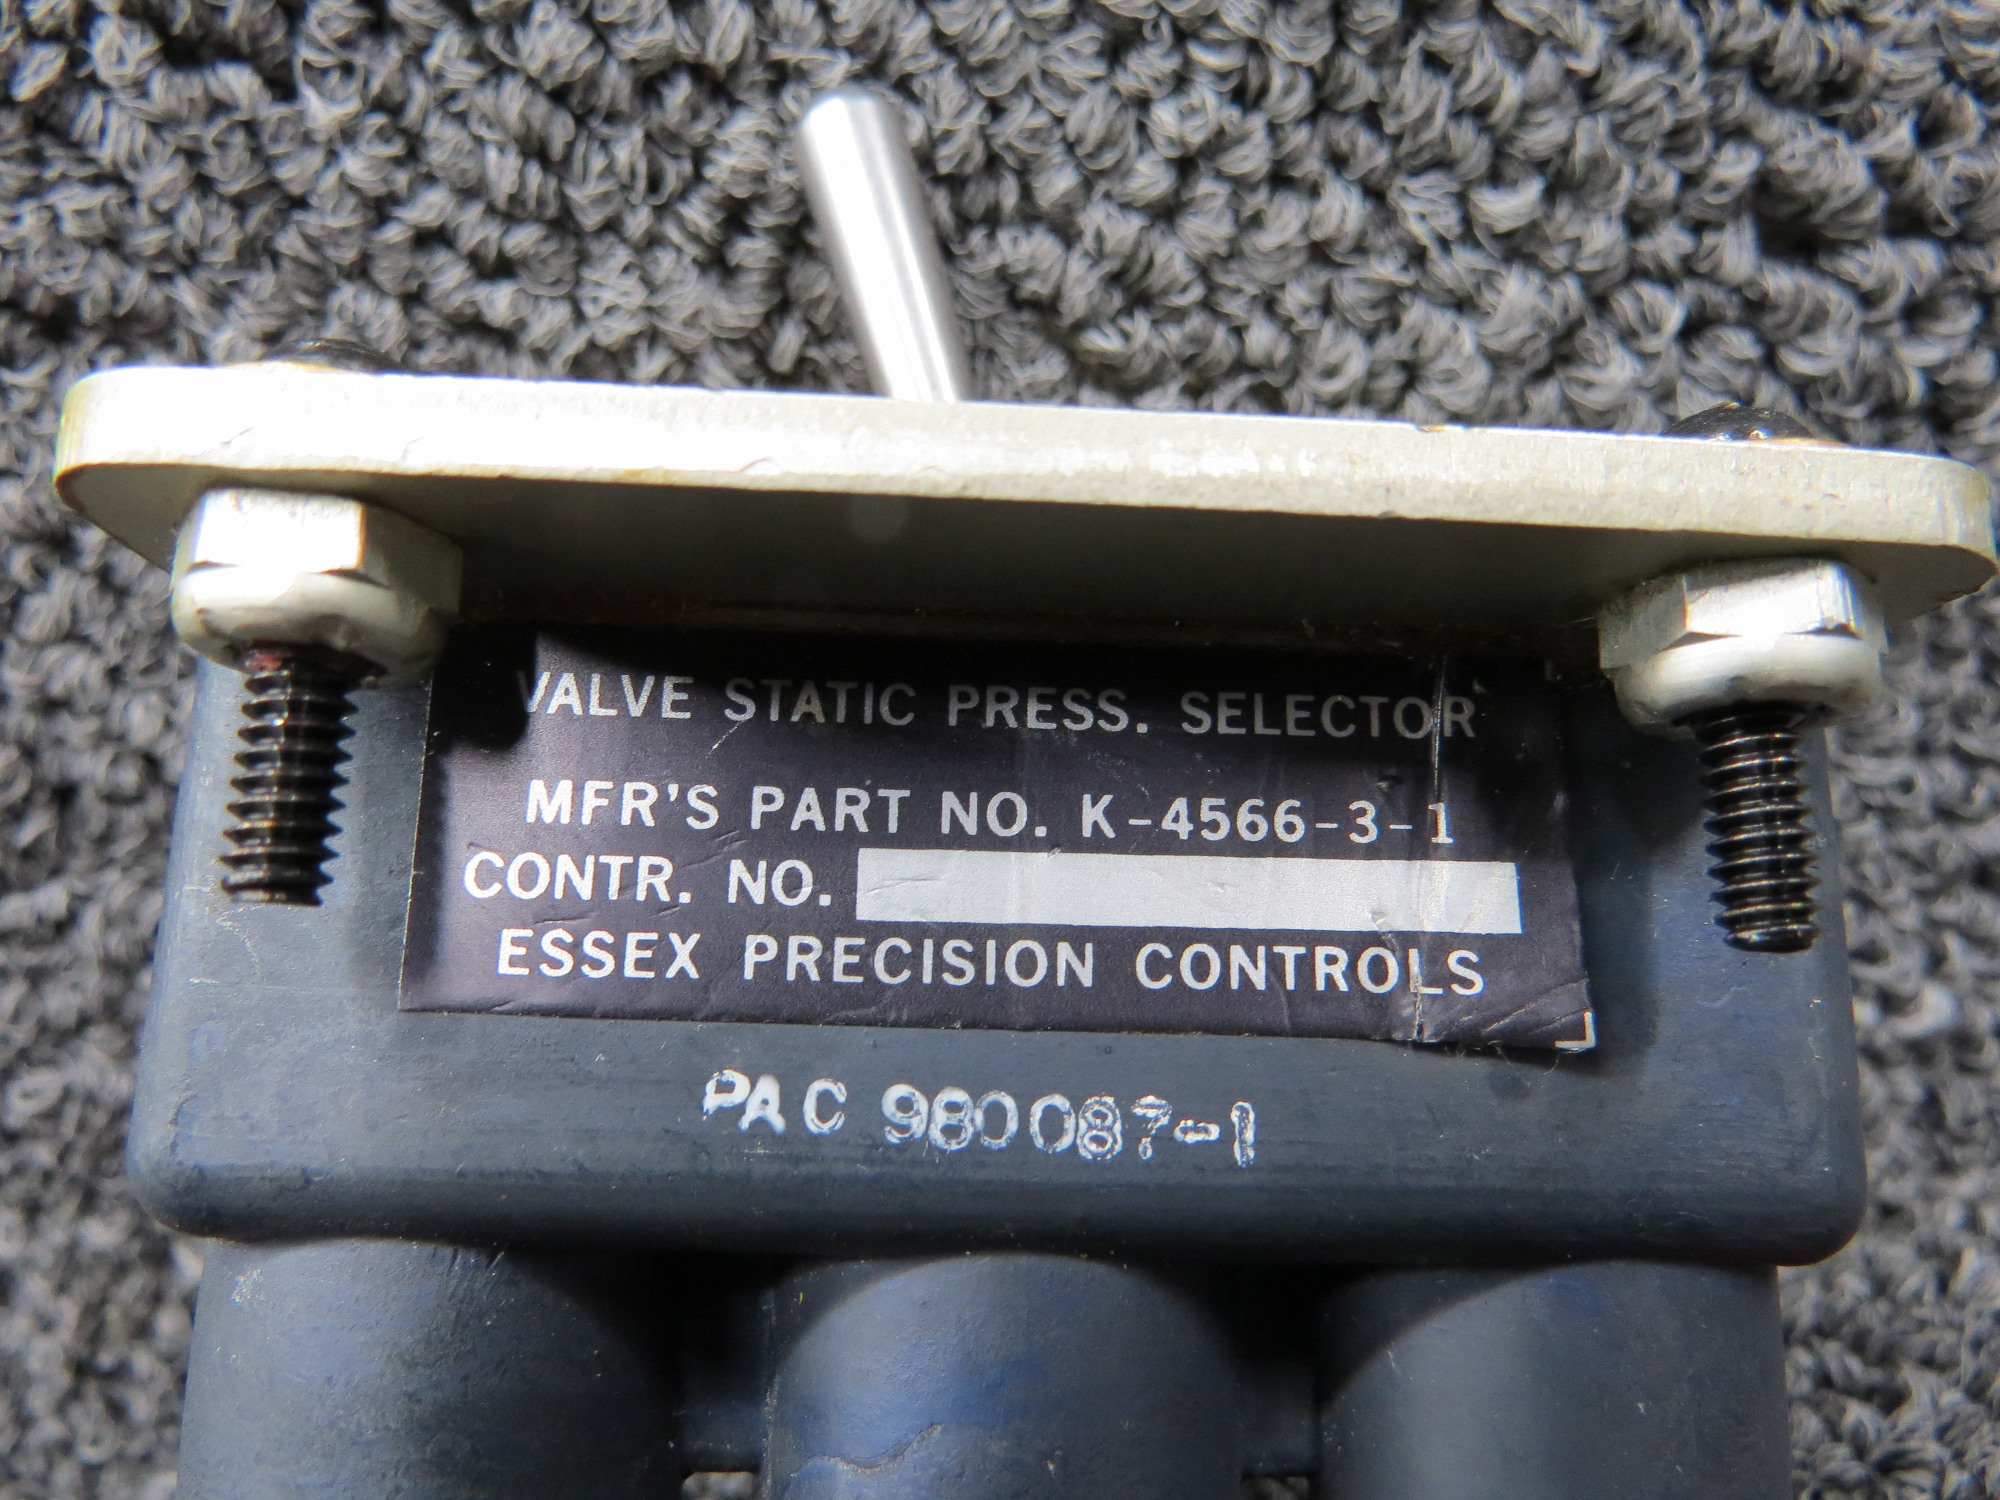 VALVE STATIC PRESS. SELECTOR
MFR'S PART NO. K-4566-3-1
CONTR. NO.
ESSEX PRECISION CONTROLS
PAC 980087-1